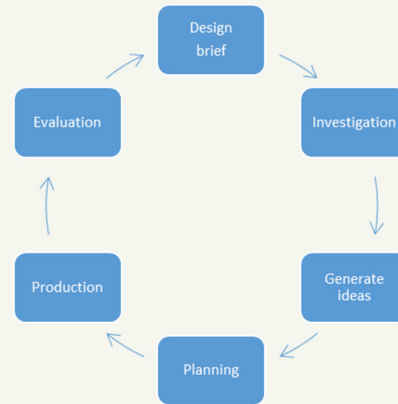 Design
brief
Investigation
Generate
ideas
Planning
Production
Evaluation